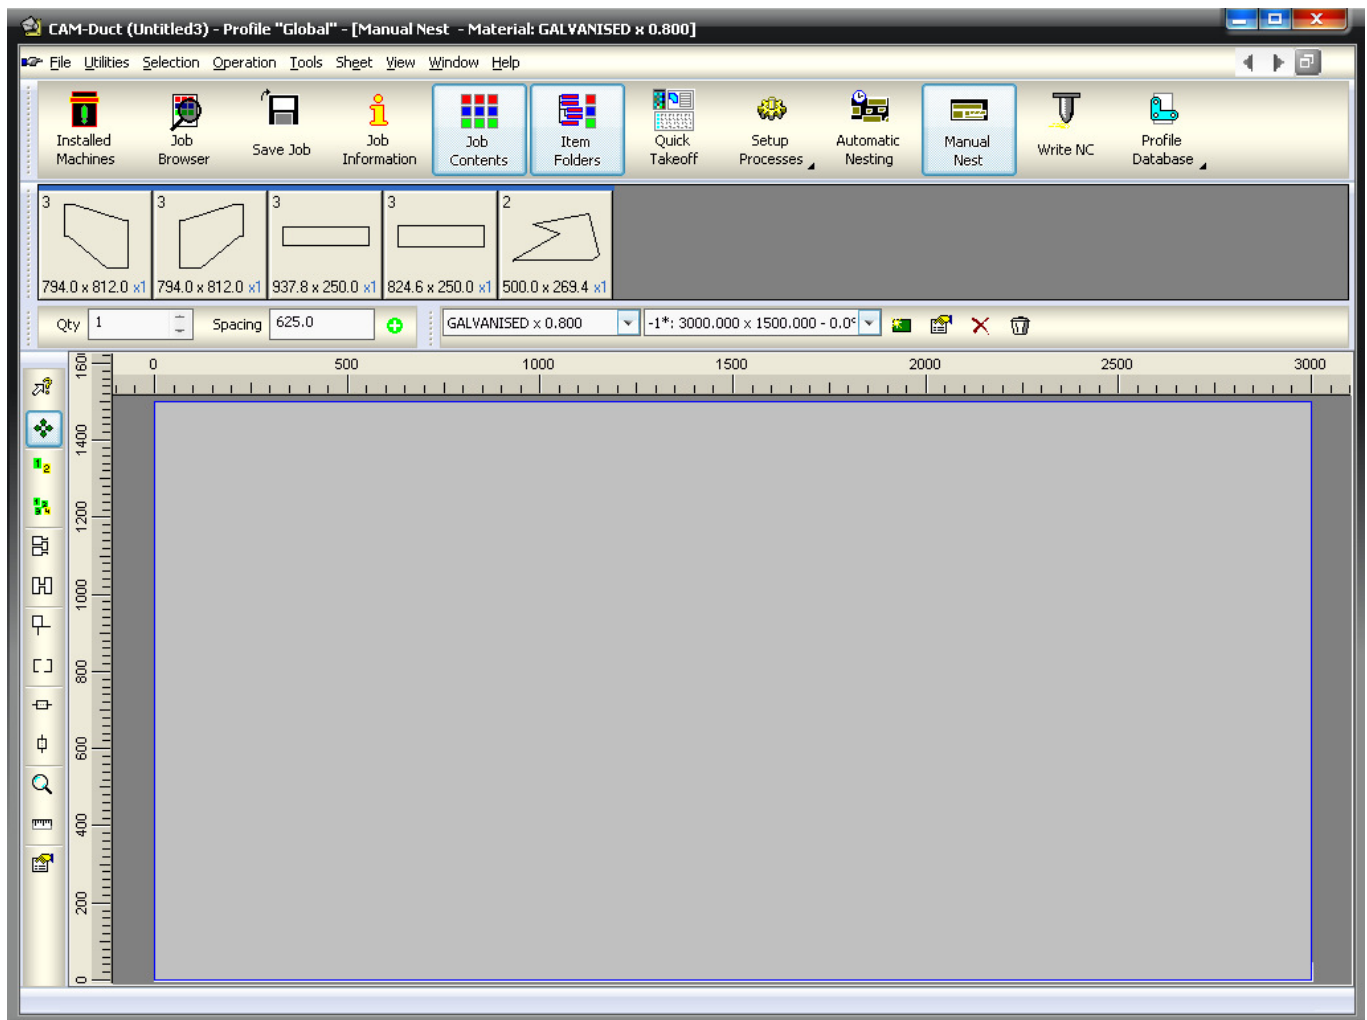 CAM-Duct (Untitled3) - Profile "Global" - [Manual Nest - Material: GALVANISED x 0.800]
File Utilities Selection Operation Tools Sheet View Window Help
Installed Machines
Job Browser
Save Job
Job Information
Job Contents
Item Folders
Quick Takeoff
Setup Processes
Automatic Nesting
Manual Nest
Write NC
Profile Database
3 3 3 3 2
794.0 x 812.0 x1 794.0 x 812.0 x1 937.8 x 250.0 x1 824.6 x 250.0 x1 500.0 x 269.4 x1
Qty 1 Spacing 625.0 GALVANISED x 0.800 -1*: 3000.000 x 1500.000 - 0.0
0 500 1000 1500 2000 2500 3000
1400
1200
1000
800
600
400
200
0